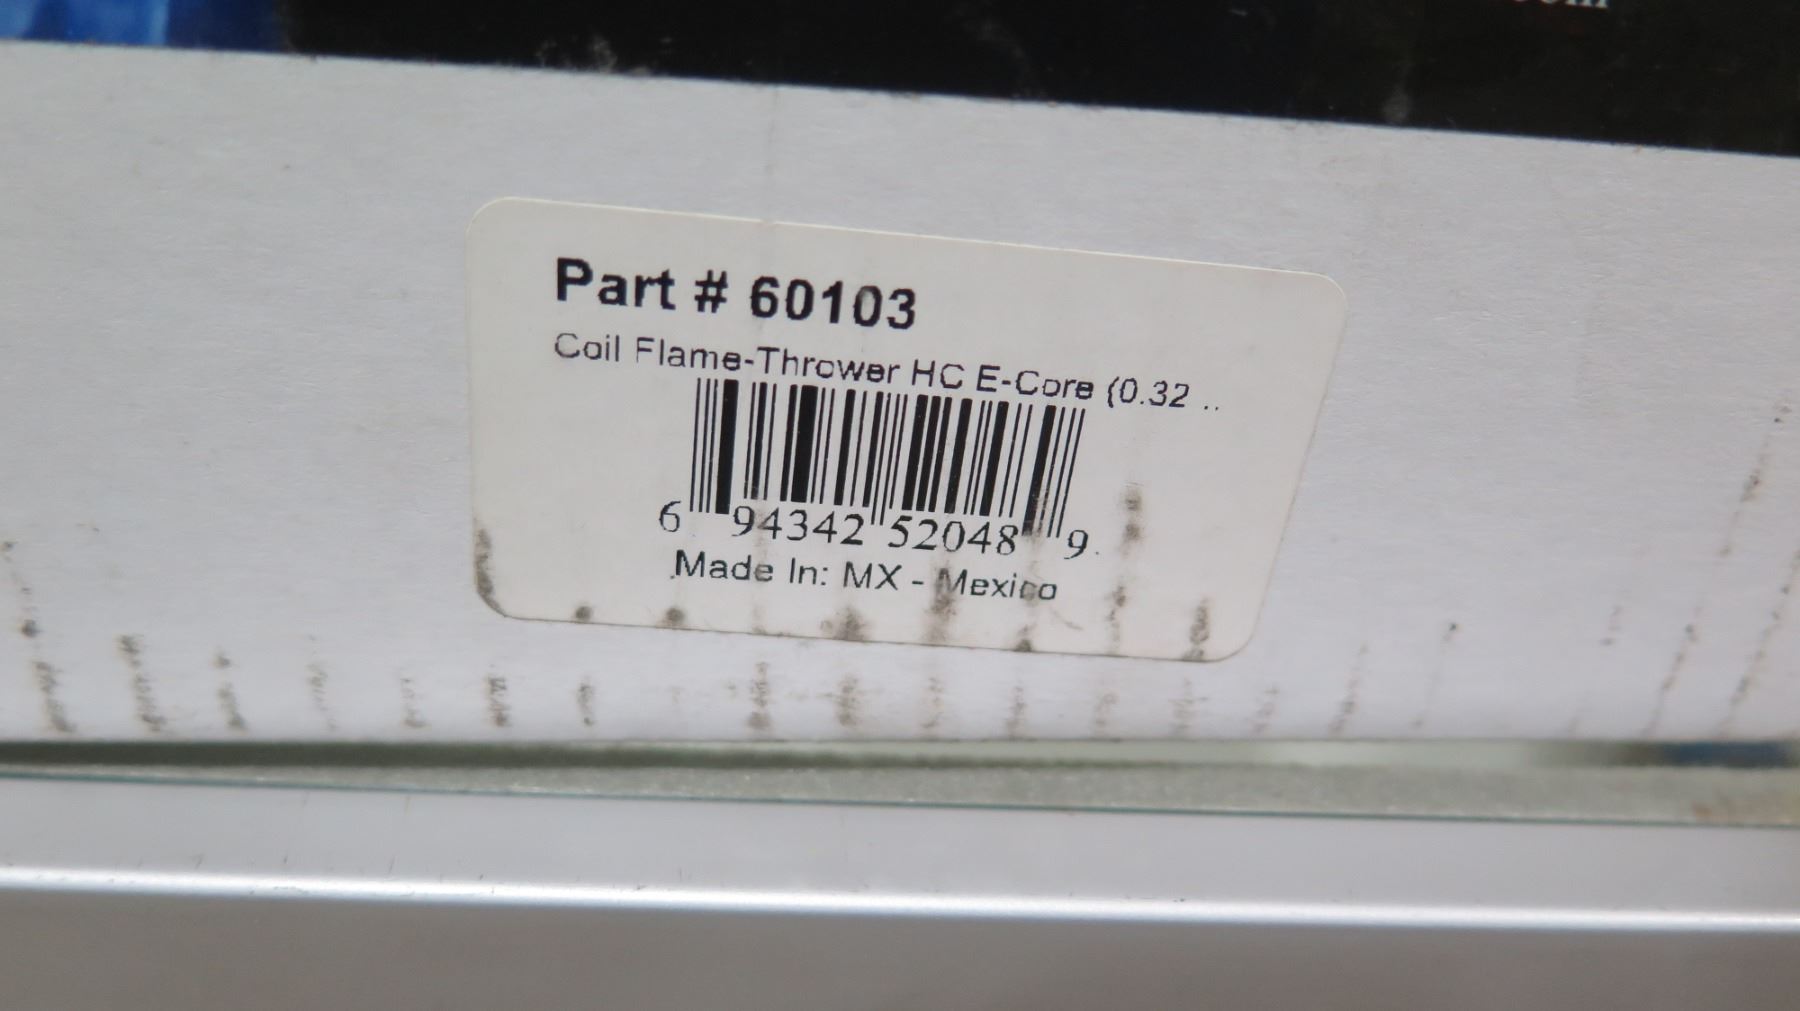 Part # 60103
Coil Flame-Thrower HC E-Core (0.32 ..
6 94342 52048 9
Made In: MX - Mexico